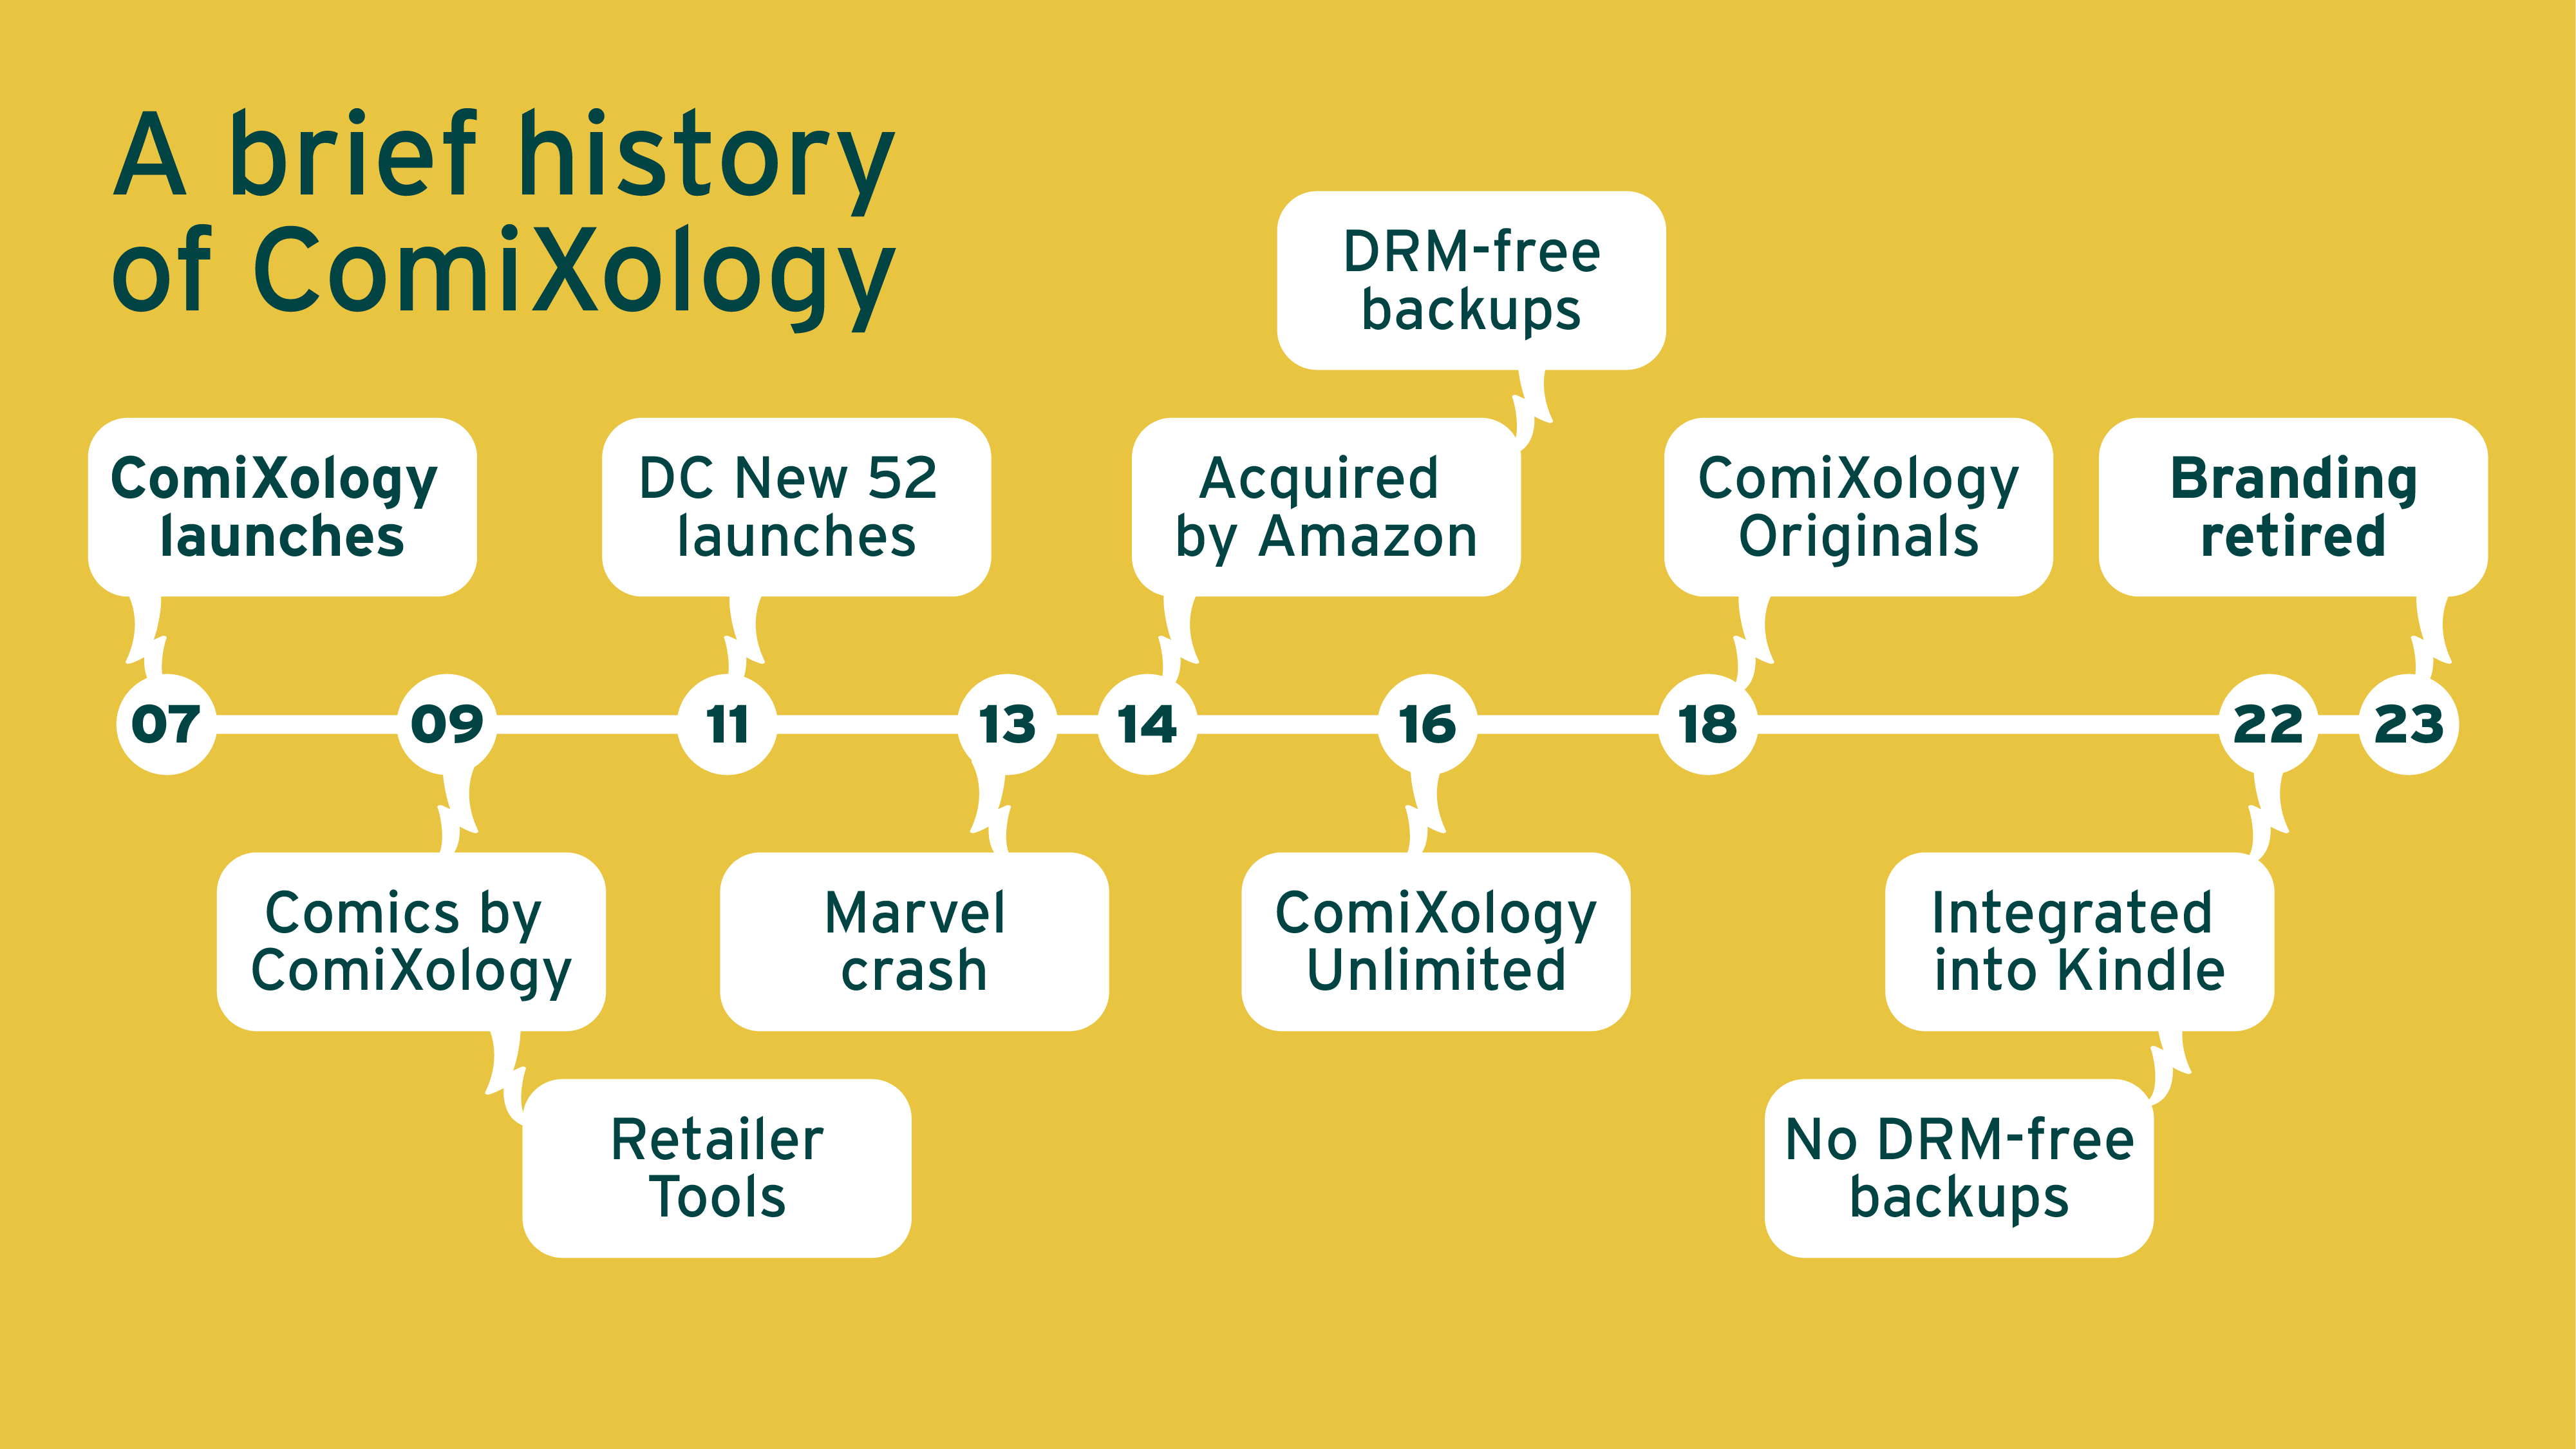 A brief history
of ComiXology
DRM-free
backups
ComiXology
launches
DC New 52
launches
Acquired
by Amazon
ComiXology
Originals
Branding
retired
07
09
11
13
14
16
18
22
23
Comics by
ComiXology
Marvel
crash
ComiXology
Unlimited
Integrated
into Kindle
Retailer
Tools
No DRM-free
backups